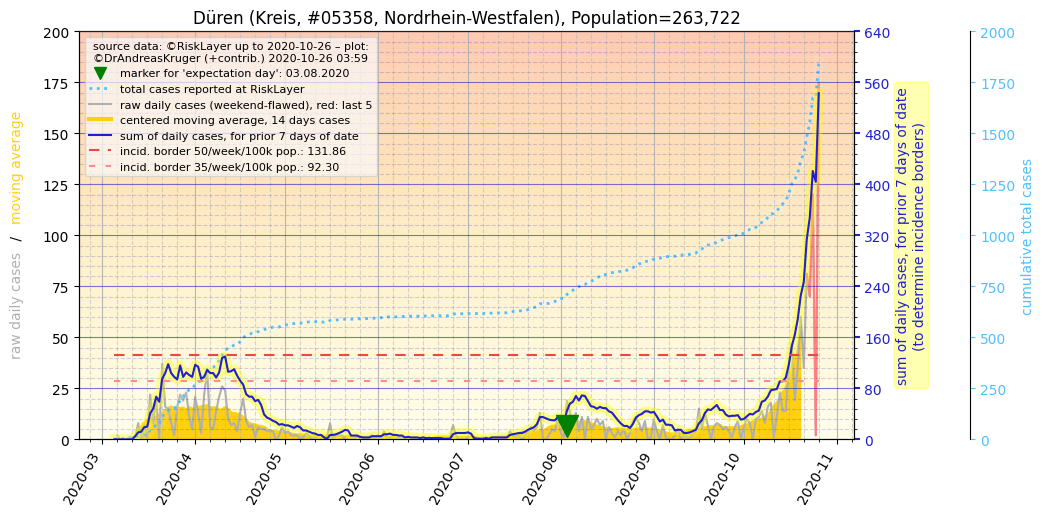 Düren (Kreis, #05358, Nordrhein-Westfalen), Population=263,722
source data: ©RiskLayer up to 2020-10-26 – plot:
©DrAndreasKruger (+contrib.) 2020-10-26 03:59
marker for 'expectation day': 03.08.2020
total cases reported at RiskLayer
raw daily cases (weekend-flawed), red: last 5
centered moving average, 14 days cases
sum of daily cases, for prior 7 days of date
incid. border 50/week/100k pop.: 131.86
incid. border 35/week/100k pop.: 92.30
raw daily cases / moving average
200
175
150
125
100
75
50
25
0
640
560
480
400
320
240
160
80
0
sum of daily cases, for prior 7 days of date
(to determine incidence borders)
2000
1750
1500
1250
1000
750
500
250
0
cumulative total cases
2020-03
2020-04
2020-05
2020-06
2020-07
2020-08
2020-09
2020-10
2020-11